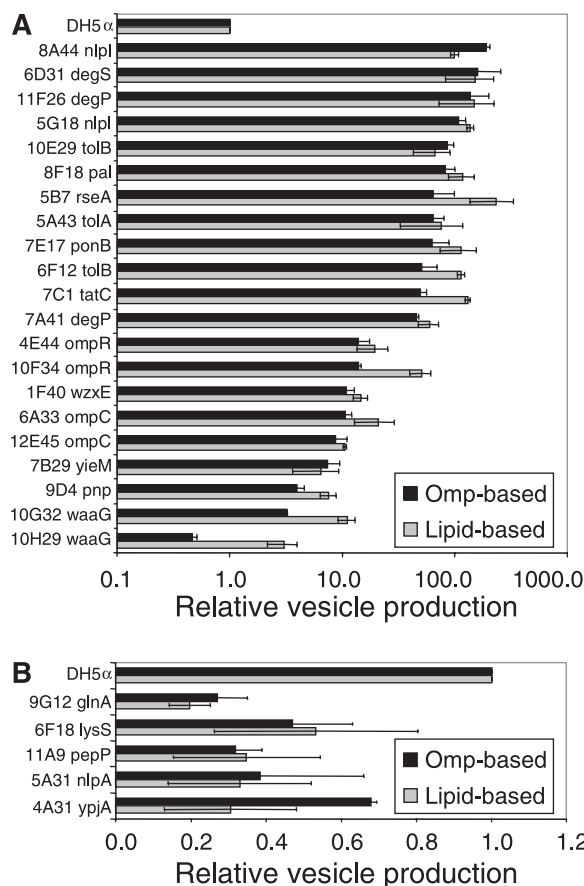 A
DH5α
8A44 nlpI
6D31 degS
11F26 degP
5G18 nlpI
10E29 tolB
8F18 pal
5B7 rseA
5A43 tolA
7E17 ponB
6F12 tolB
7C1 tatC
7A41 degP
4E44 ompR
10F34 ompR
1F40 wzxE
6A33 ompC
12E45 ompC
7B29 yieM
9D4 pnp
10G32 waaG
10H29 waaG
Omp-based
Lipid-based
0.1 1.0 10.0 100.0 1000.0
Relative vesicle production
B
DH5α
9G12 glnA
6F18 lysS
11A9 pepP
5A31 nlpA
4A31 ypjA
Omp-based
Lipid-based
0.0 0.2 0.4 0.6 0.8 1.0 1.2
Relative vesicle production